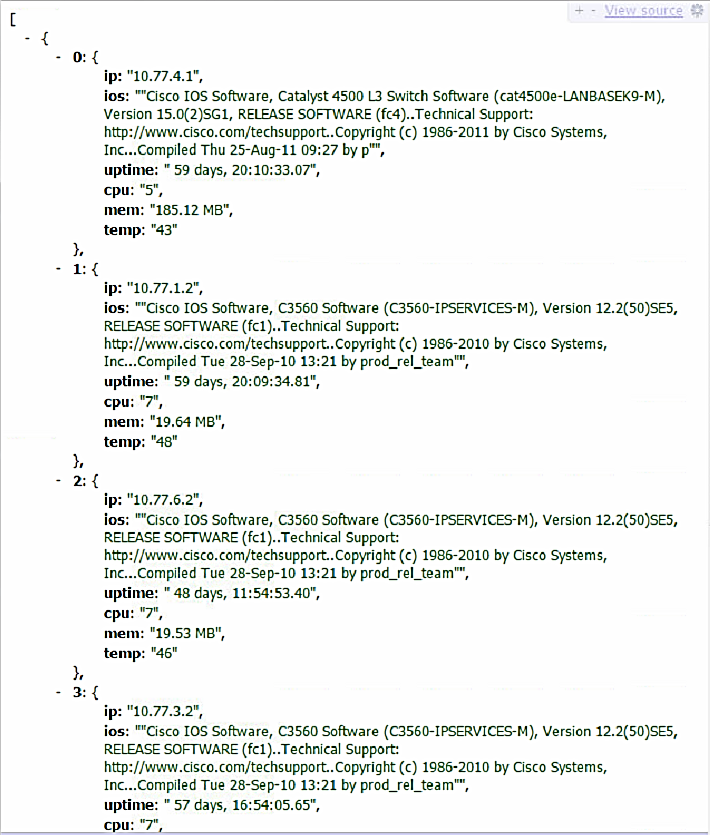 + - View source
[
- {
- 0: {
ip: "10.77.4.1",
ios: ""Cisco IOS Software, Catalyst 4500 L3 Switch Software (cat4500e-LANBASEK9-M),
Version 15.0(2)SG1, RELEASE SOFTWARE (fc4)..Technical Support:
http://www.cisco.com/techsupport..Copyright (c) 1986-2011 by Cisco Systems,
Inc...Compiled Thu 25-Aug-11 09:27 by p"",
uptime: " 59 days, 20:10:33.07",
cpu: "5",
mem: "185.12 MB",
temp: "43"
},
- 1: {
ip: "10.77.1.2",
ios: ""Cisco IOS Software, C3560 Software (C3560-IPSERVICES-M), Version 12.2(50)SE5,
RELEASE SOFTWARE (fc1)..Technical Support:
http://www.cisco.com/techsupport..Copyright (c) 1986-2010 by Cisco Systems,
Inc...Compiled Tue 28-Sep-10 13:21 by prod_rel_team"",
uptime: " 59 days, 20:09:34.81",
cpu: "7",
mem: "19.64 MB",
temp: "48"
},
- 2: {
ip: "10.77.6.2",
ios: ""Cisco IOS Software, C3560 Software (C3560-IPSERVICES-M), Version 12.2(50)SE5,
RELEASE SOFTWARE (fc1)..Technical Support:
http://www.cisco.com/techsupport..Copyright (c) 1986-2010 by Cisco Systems,
Inc...Compiled Tue 28-Sep-10 13:21 by prod_rel_team"",
uptime: " 48 days, 11:54:53.40",
cpu: "7",
mem: "19.53 MB",
temp: "46"
},
- 3: {
ip: "10.77.3.2",
ios: ""Cisco IOS Software, C3560 Software (C3560-IPSERVICES-M), Version 12.2(50)SE5,
RELEASE SOFTWARE (fc1)..Technical Support:
http://www.cisco.com/techsupport..Copyright (c) 1986-2010 by Cisco Systems,
Inc...Compiled Tue 28-Sep-10 13:21 by prod_rel_team"",
uptime: " 57 days, 16:54:05.65",
cpu: "7",